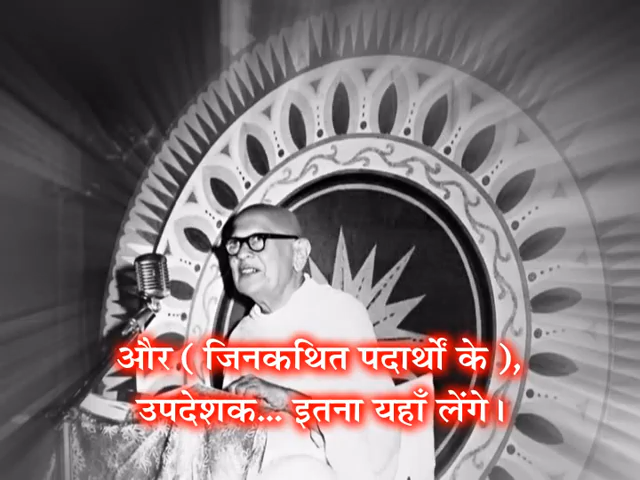 और ( जिनकथित पदार्थों के ),
उपदेशक... इतना यहाँ लेंगे।